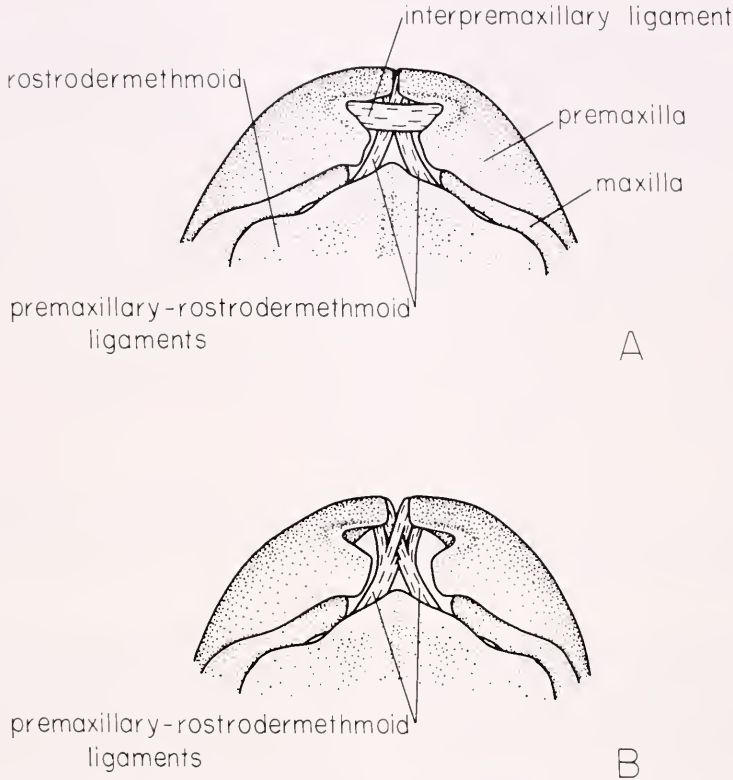 interpremaxillary ligament
rostrodermethmoid
premaxilla
maxilla
premaxillary-rostrodermethmoid
ligaments
A
premaxillary-rostrodermethmoid
ligaments
B